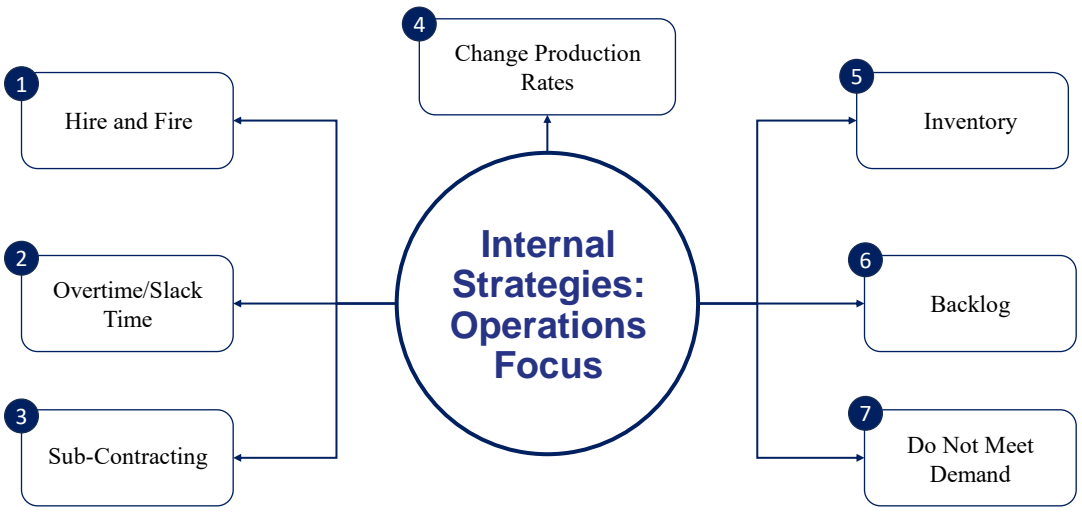 1
Hire and Fire
2
Overtime/Slack
Time
3
Sub-Contracting
4
Change Production
Rates
Internal
Strategies:
Operations
Focus
5
Inventory
6
Backlog
7
Do Not Meet
Demand